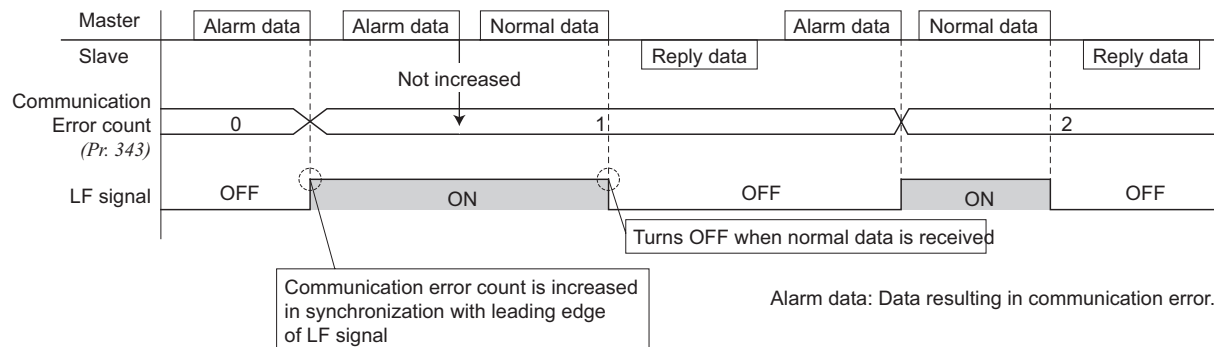 Master
Alarm data
Alarm data
Normal data
Alarm data
Normal data
Slave
Reply data
Reply data
Not increased
Communication
Error count
(Pr. 343)
0
1
2
LF signal
OFF
ON
OFF
ON
OFF
Turns OFF when normal data is received
Communication error count is increased
in synchronization with leading edge
of LF signal
Alarm data: Data resulting in communication error.